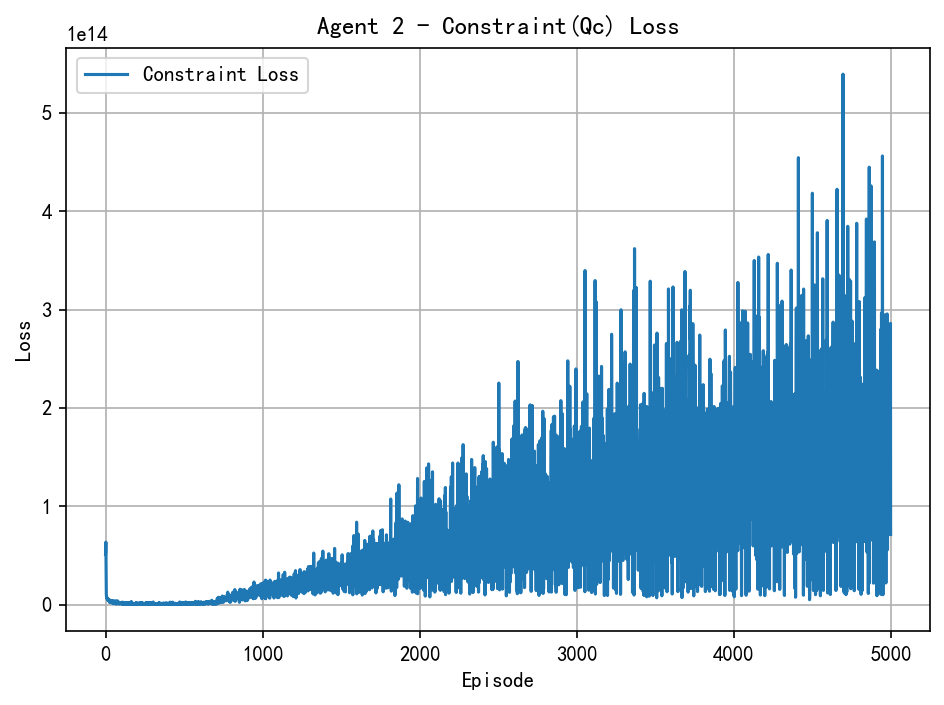 Agent 2 - Constraint(Qc) Loss
1e14
Constraint Loss
5
4
3
2
1
0
Loss
0 1000 2000 3000 4000 5000
Episode